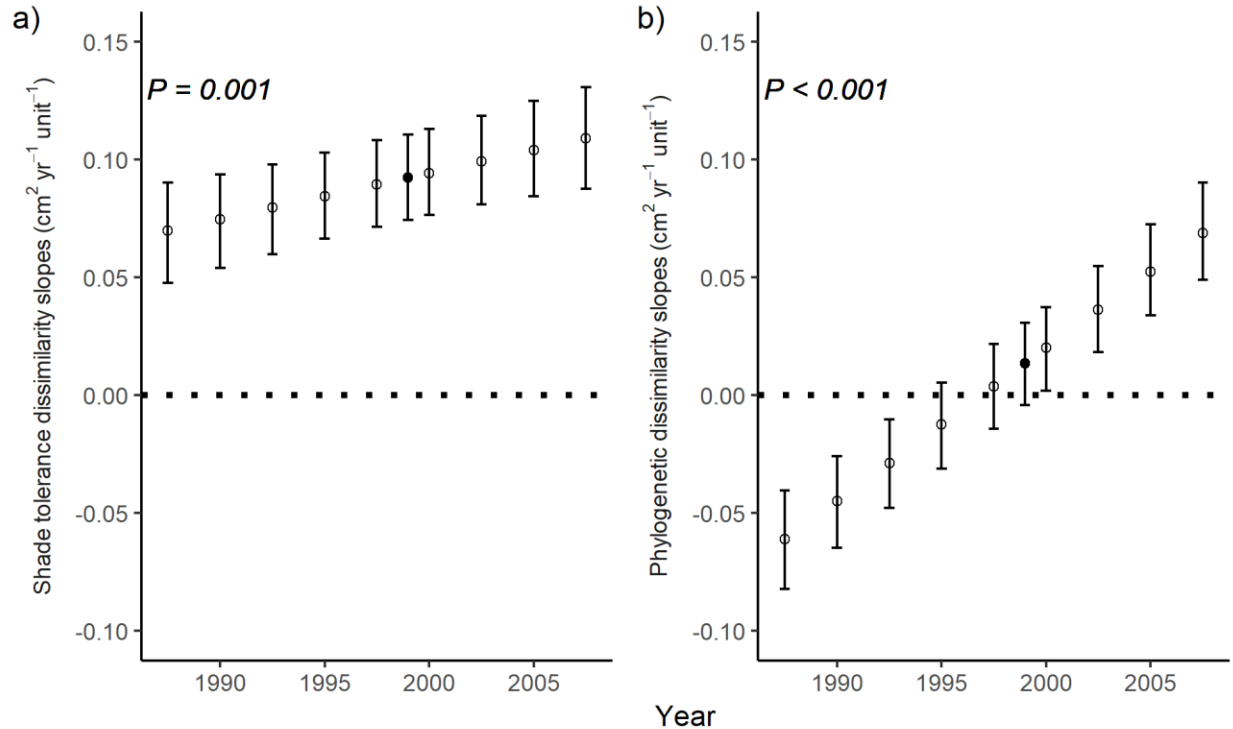 a)
Shade tolerance dissimilarity slopes (cm² yr⁻¹ unit⁻¹)
0.15
0.10
0.05
0.00
-0.05
-0.10
P = 0.001
1990
1995
2000
2005
b)
Phylogenetic dissimilarity slopes (cm² yr⁻¹ unit⁻¹)
0.15
0.10
0.05
0.00
-0.05
-0.10
P < 0.001
1990
1995
2000
2005
Year